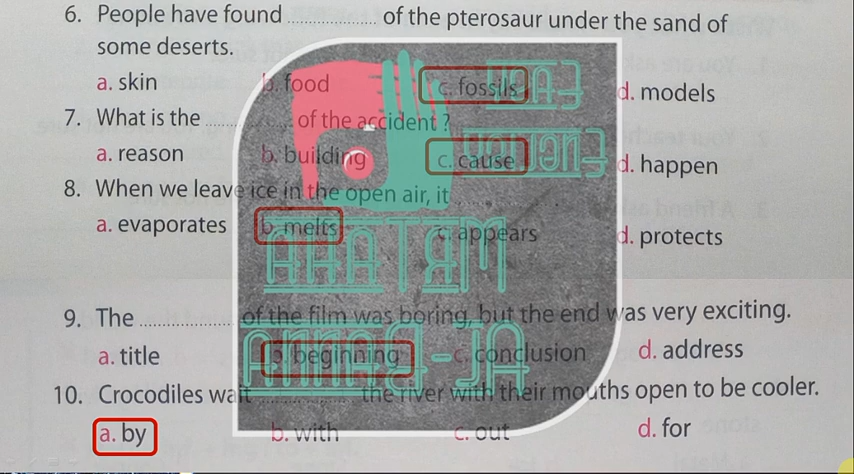 6. People have found ............... of the pterosaur under the sand of
some deserts.
a. skin b. food c. fossils d. models
7. What is the ............... of the accident ?
a. reason b. building c. cause d. happen
8. When we leave ice in the open air, it
a. evaporates b. melts c. appears d. protects
9. The ............... of the film was boring, but the end was very exciting.
a. title b. beginning c. conclusion d. address
10. Crocodiles wait ............... the river with their mouths open to be cooler.
a. by b. with c. out d. for